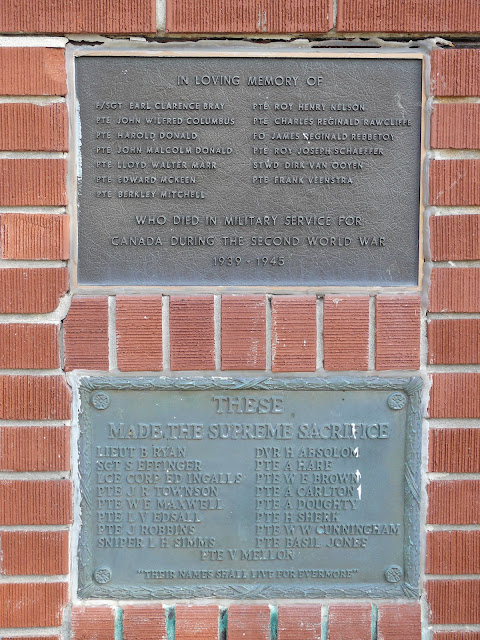 IN LOVING MEMORY OF
F/SGT EARL CLARENCE BRAY
PTE JOHN WILFRED COLUMBUS
PTE HAROLD DONALD
PTE JOHN MALCOLM DONALD
PTE LLOYD WALTER MARR
PTE EDWARD MCKEEN
PTE BERKLEY MITCHELL
PTE ROY HENRY NELSON
PTE CHARLES REGINALD RAWCLIFFE
FO JAMES REGINALD REBBETOY
PTE ROY JOSEPH SCHAEFFER
STWD DIRK VAN OOYEN
PTE FRANK VEENSTRA
WHO DIED IN MILITARY SERVICE FOR
CANADA DURING THE SECOND WORLD WAR
1939 - 1945
THESE
MADE THE SUPREME SACRIFICE
LIEUT B RYAN
SGT S EFFINGER
LCE CORP ED INGALLS
PTE J R TOWNSON
PTE W E MAXWELL
PTE L V EDSALL
PTE J ROBBINS
SNIPER L H SIMMS
DVR H ABSOLOM
PTE A HARE
PTE W E BROWN
PTE A CARLTON
PTE A DOUGHTY
PTE H SHERK
PTE W W CUNNINGHAM
PTE BASIL JONES
PTE V MELLON
"THEIR NAMES SHALL LIVE FOR EVERMORE"